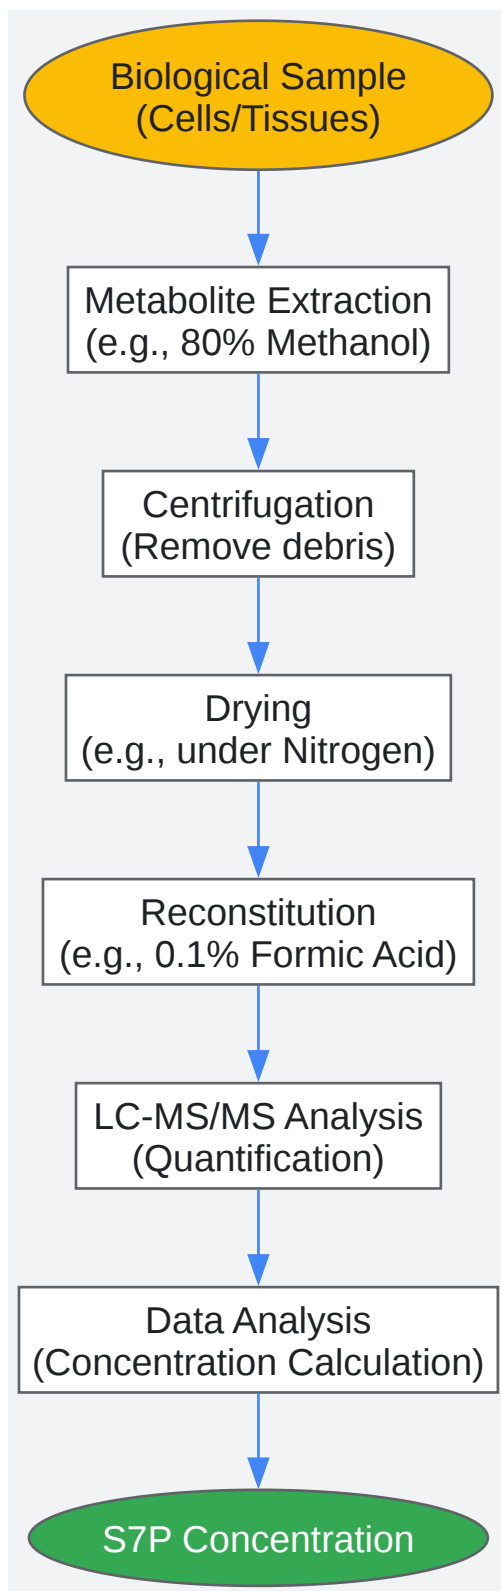 Biological Sample
(Cells/Tissues)
Metabolite Extraction
(e.g., 80% Methanol)
Centrifugation
(Remove debris)
Drying
(e.g., under Nitrogen)
Reconstitution
(e.g., 0.1% Formic Acid)
LC-MS/MS Analysis
(Quantification)
Data Analysis
(Concentration Calculation)
S7P Concentration